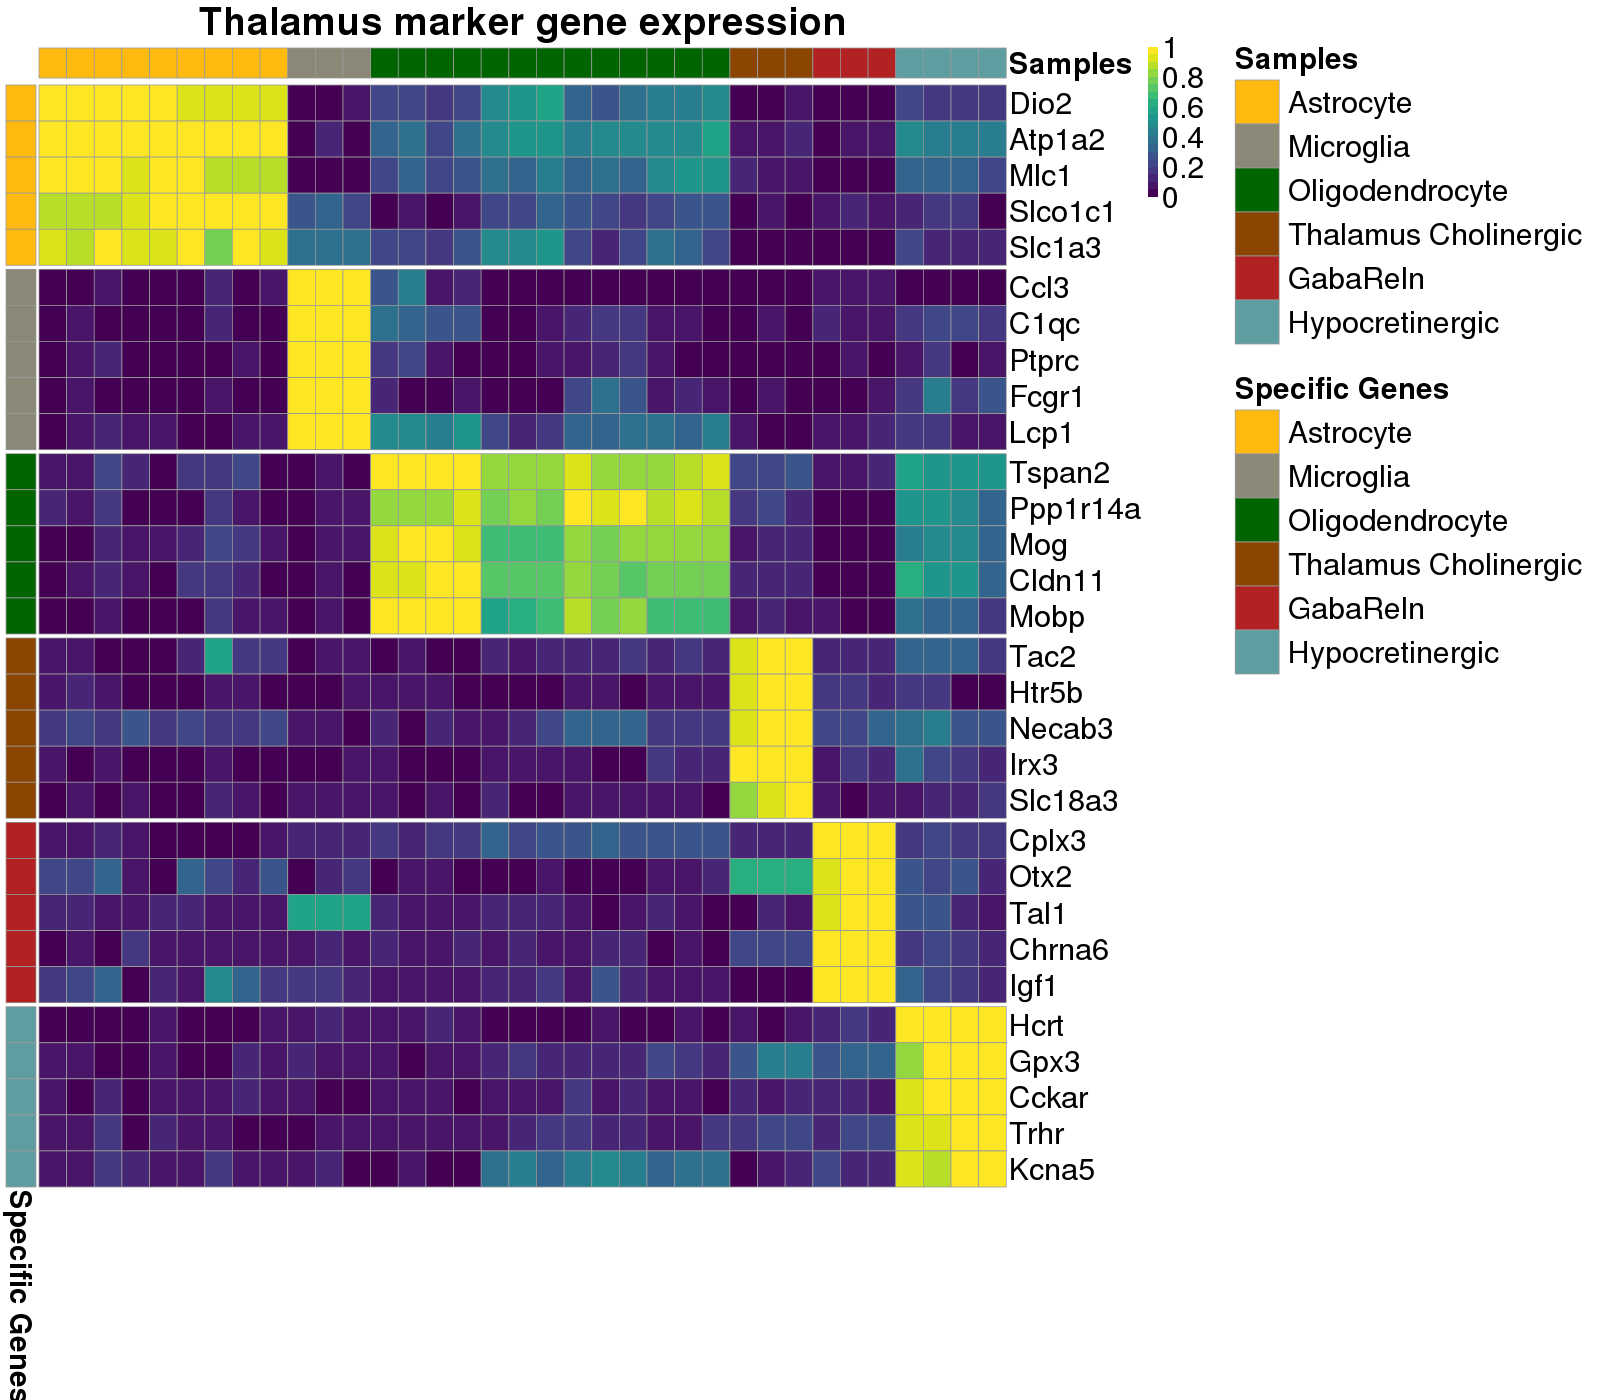 Thalamus marker gene expression
Samples
1
0.8
0.6
0.4
0.2
0
Dio2
Atp1a2
Mlc1
Slco1c1
Slc1a3
Ccl3
C1qc
Ptprc
Fcgr1
Lcp1
Tspan2
Ppp1r14a
Mog
Cldn11
Mobp
Tac2
Htr5b
Necab3
Irx3
Slc18a3
Cplx3
Otx2
Tal1
Chrna6
Igf1
Hcrt
Gpx3
Cckar
Trhr
Kcna5
Specific Genes
Samples
Astrocyte
Microglia
Oligodendrocyte
Thalamus Cholinergic
GabaReln
Hypocretinergic
Specific Genes
Astrocyte
Microglia
Oligodendrocyte
Thalamus Cholinergic
GabaReln
Hypocretinergic